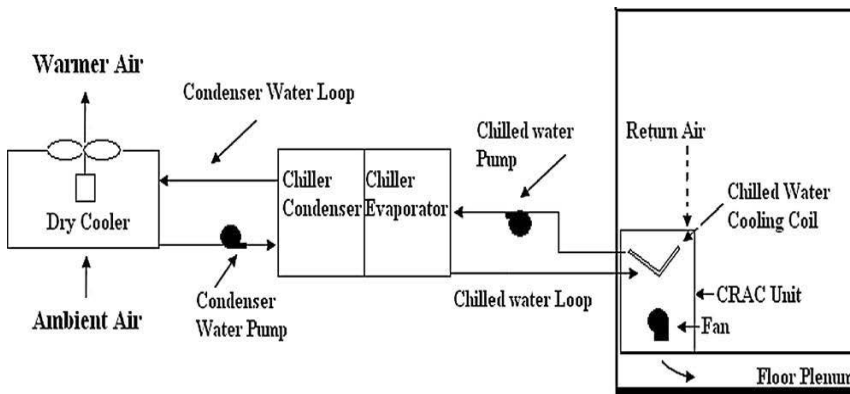 Warmer Air
Condenser Water Loop
Chilled water
Pump
Return Air
Chiller
Condenser
Chiller
Evaporator
Chilled Water
Cooling Coil
Dry Cooler
Condenser
Water Pump
Chilled water Loop
CRAC Unit
Fan
Ambient Air
Floor Plenum